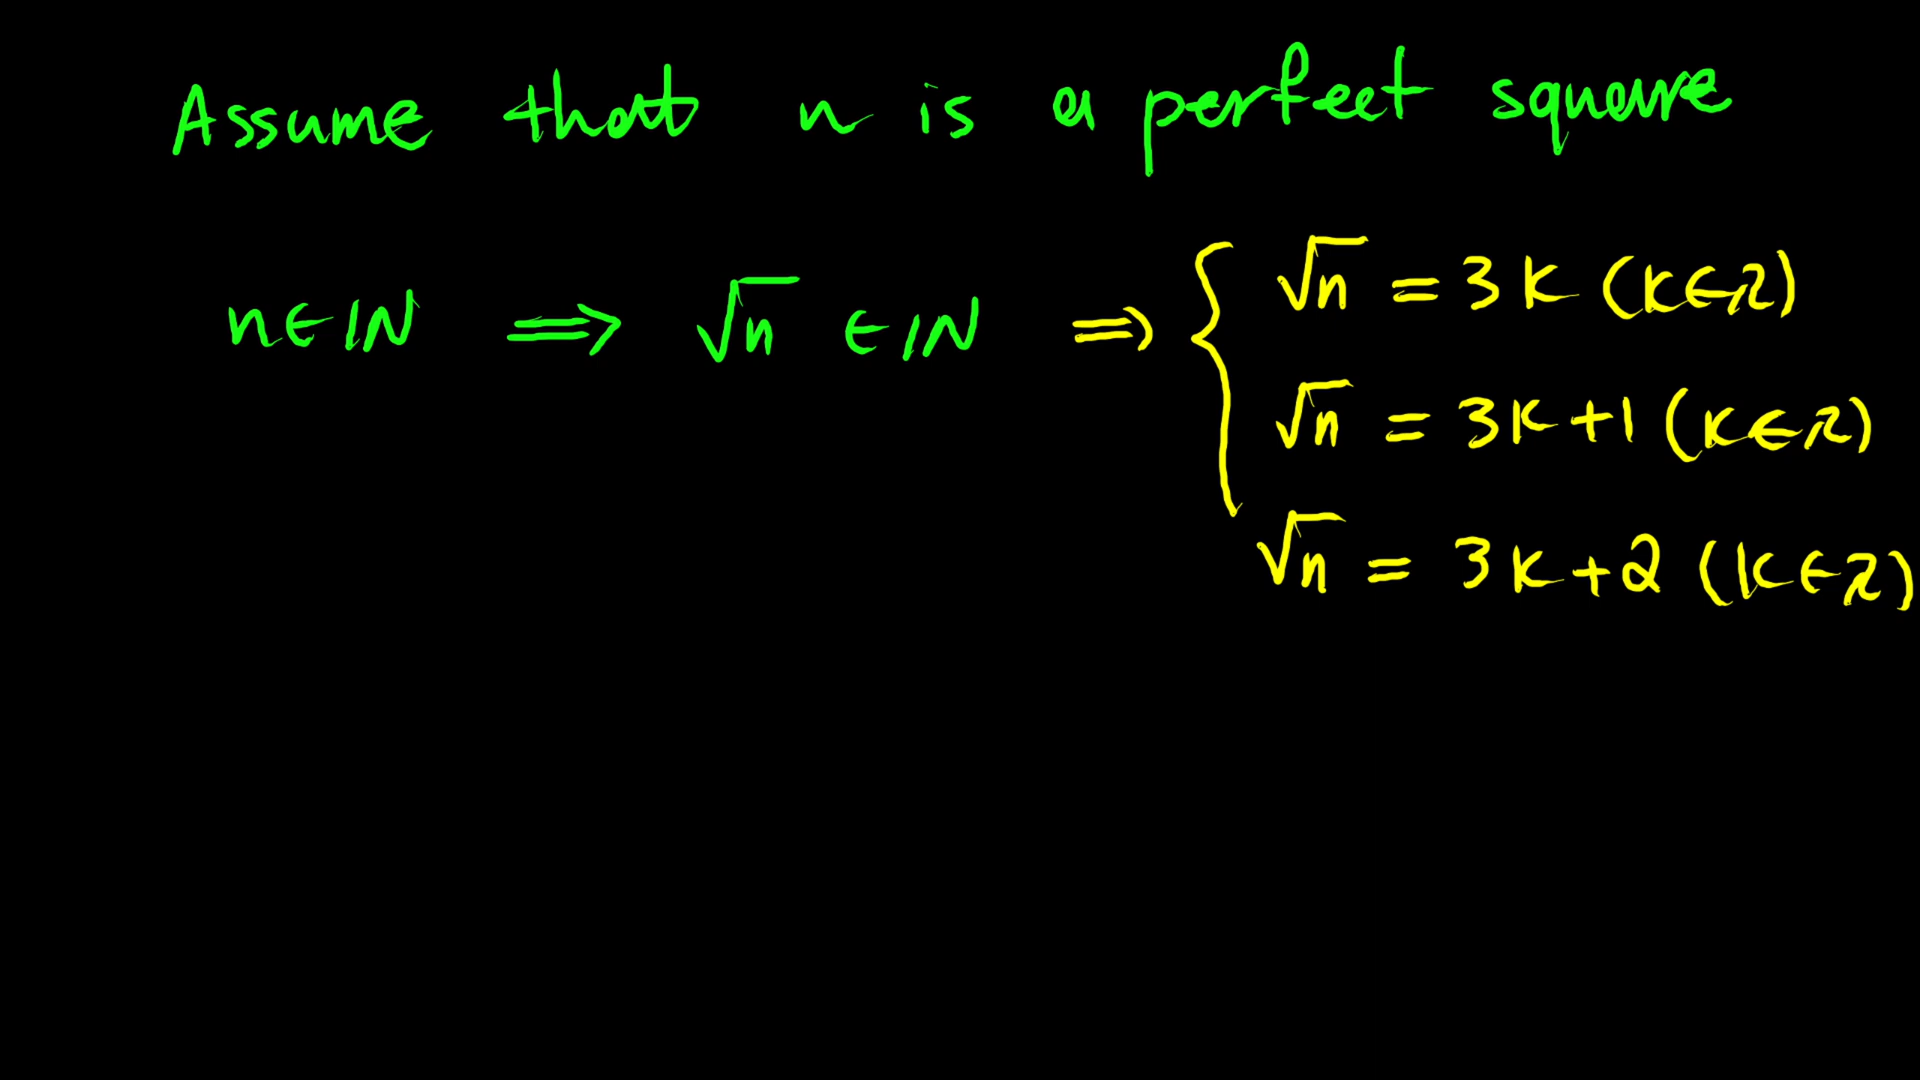 Assume that n is a perfect square
n∈ℕ ⟹ √n ∈ℕ ⟹ { √n = 3k (k∈ℤ)
√n = 3k+1 (k∈ℤ)
√n = 3k+2 (k∈ℤ)